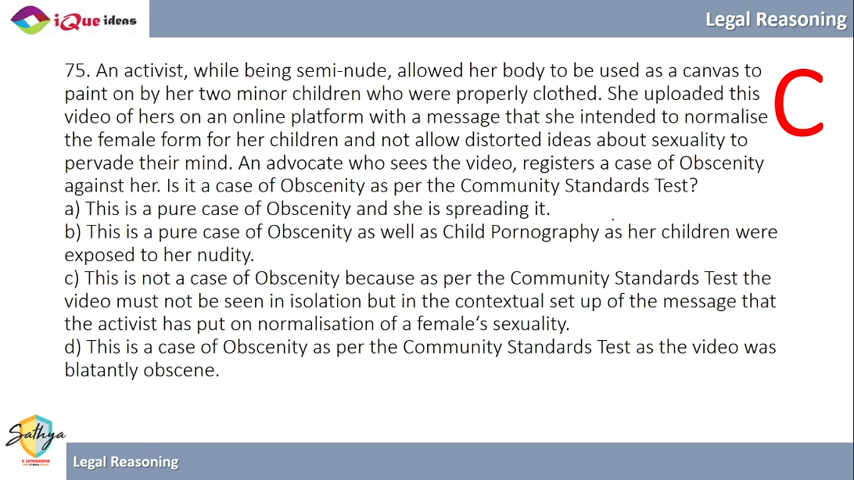 iQue ideas
Legal Reasoning
75. An activist, while being semi-nude, allowed her body to be used as a canvas to
paint on by her two minor children who were properly clothed. She uploaded this
video of hers on an online platform with a message that she intended to normalise
the female form for her children and not allow distorted ideas about sexuality to
pervade their mind. An advocate who sees the video, registers a case of Obscenity
against her. Is it a case of Obscenity as per the Community Standards Test?
C
a) This is a pure case of Obscenity and she is spreading it.
b) This is a pure case of Obscenity as well as Child Pornography as her children were
exposed to her nudity.
c) This is not a case of Obscenity because as per the Community Standards Test the
video must not be seen in isolation but in the contextual set up of the message that
the activist has put on normalisation of a female‘s sexuality.
d) This is a case of Obscenity as per the Community Standards Test as the video was
blatantly obscene.
Sathya
Legal Reasoning